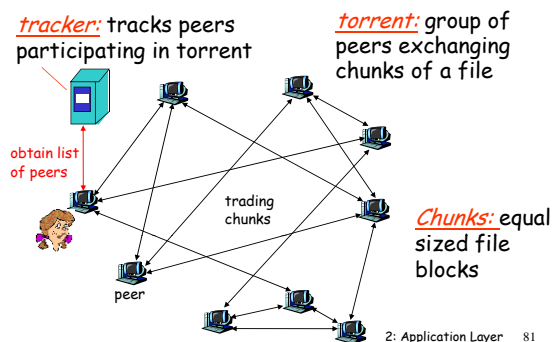 tracker: tracks peers
participating in torrent
torrent: group of
peers exchanging
chunks of a file
obtain list
of peers
trading
chunks
Chunks: equal
sized file
blocks
peer
2: Application Layer 81